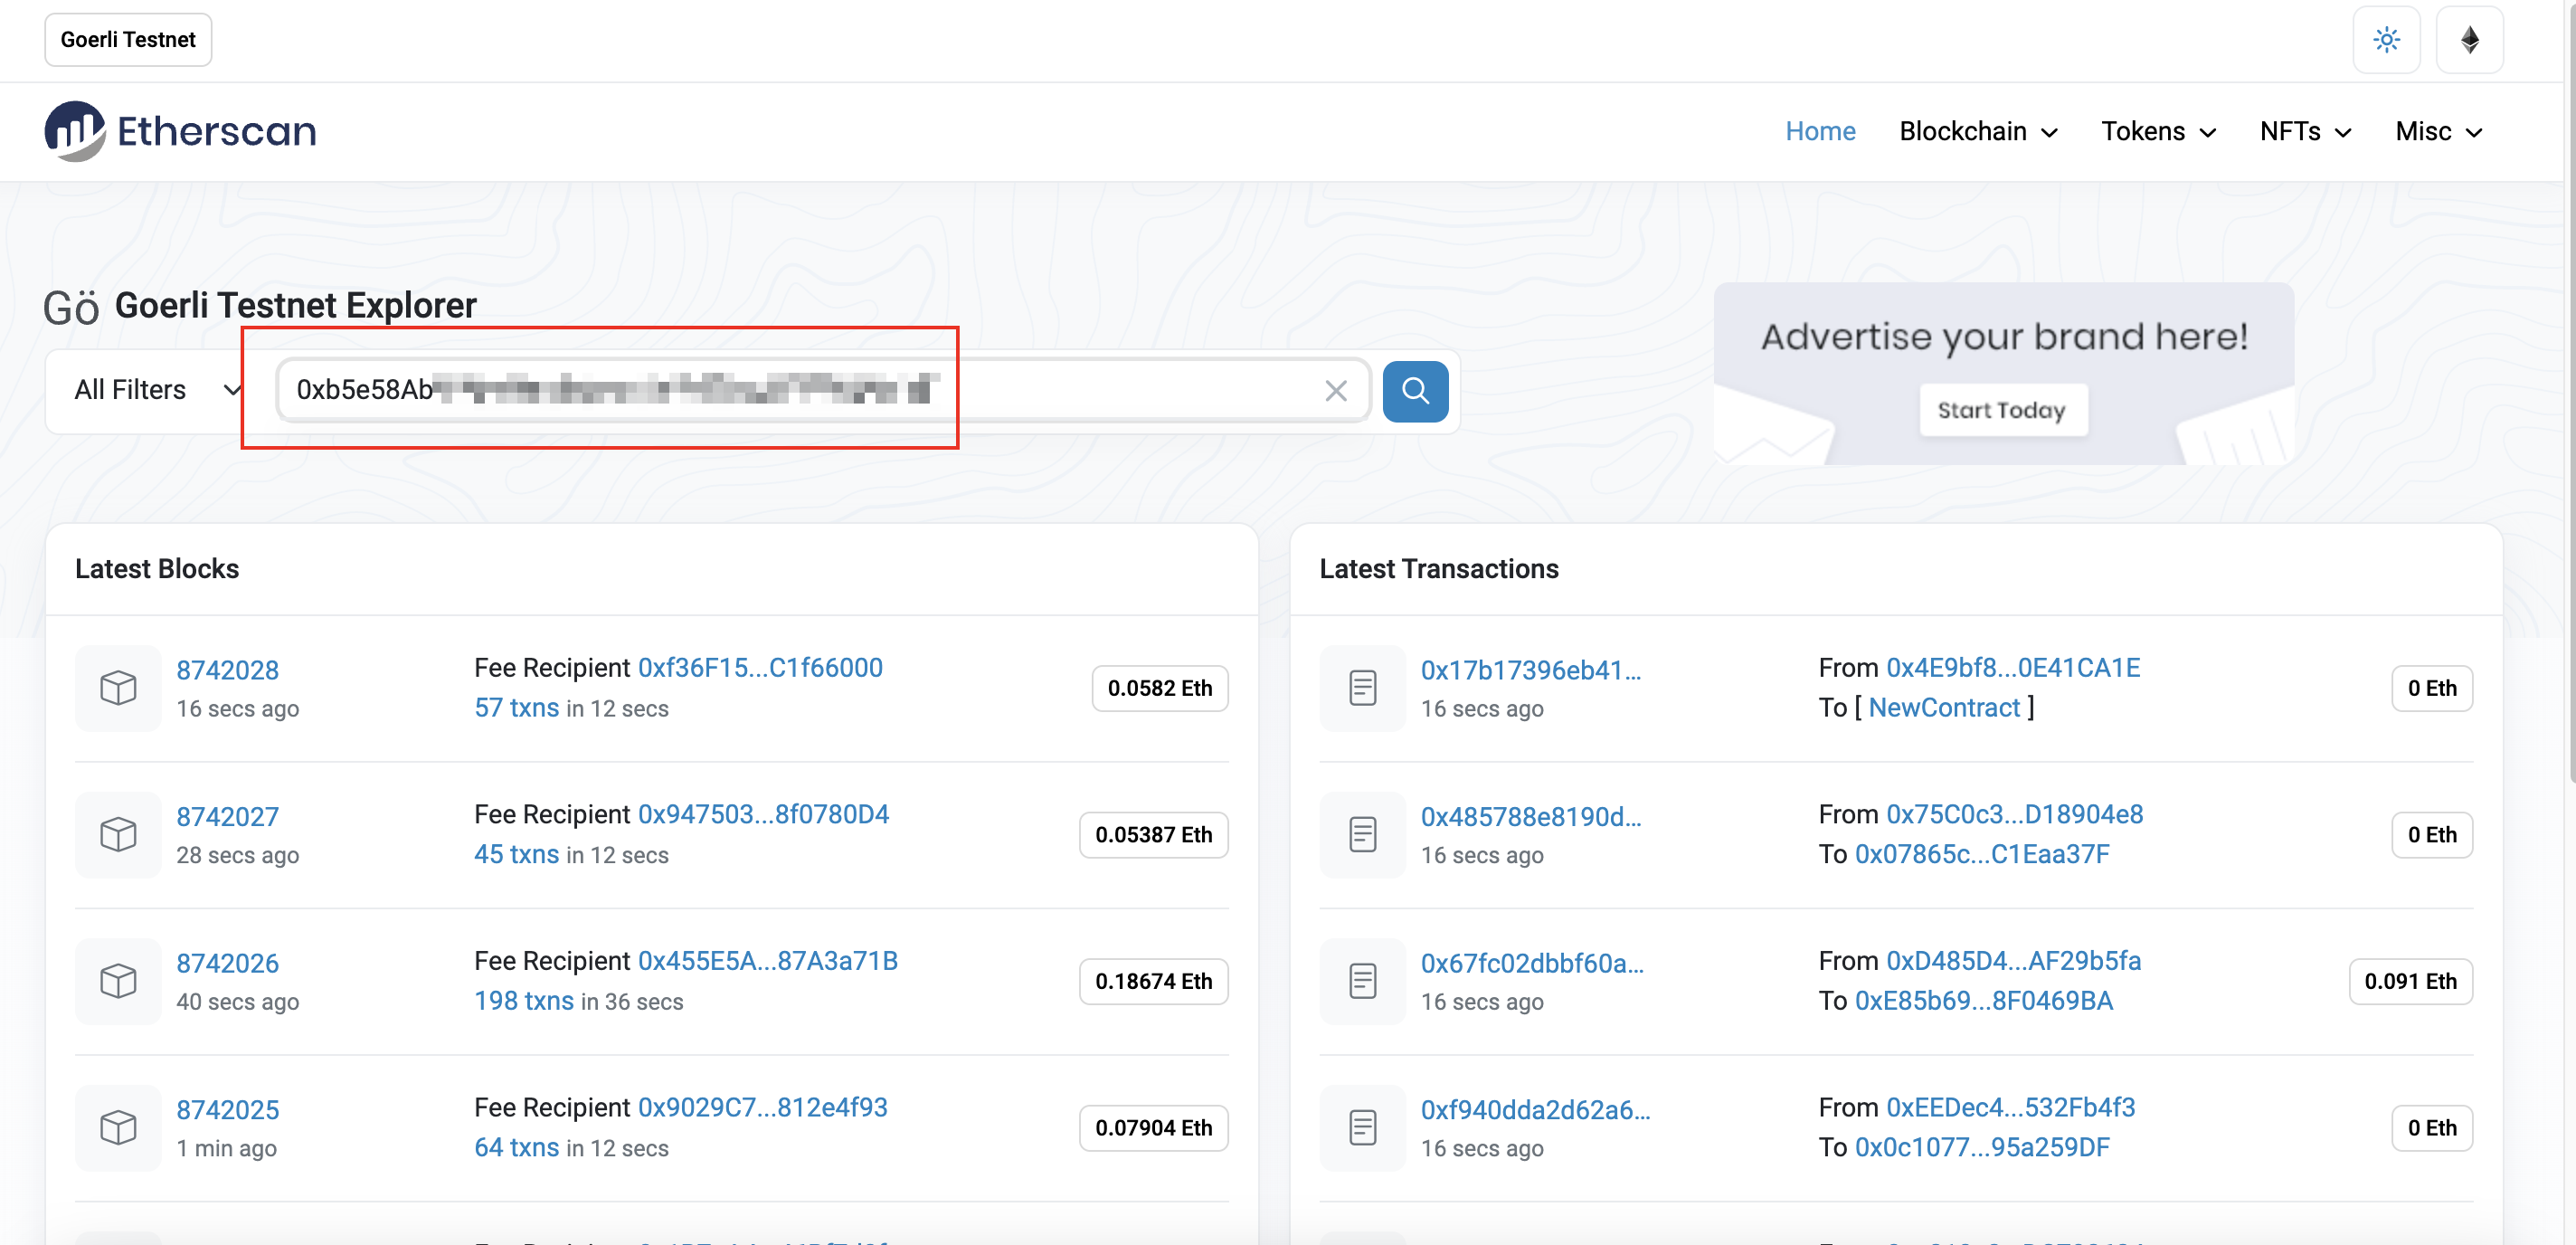 Goerli Testnet
Etherscan
Home Blockchain Tokens NFTs Misc
Gö Goerli Testnet Explorer
All Filters 0xb5e58Ab
Advertise your brand here!
Start Today
Latest Blocks
8742028
16 secs ago
Fee Recipient 0xf36F15...C1f66000
57 txns in 12 secs
0.0582 Eth
8742027
28 secs ago
Fee Recipient 0x947503...8f0780D4
45 txns in 12 secs
0.05387 Eth
8742026
40 secs ago
Fee Recipient 0x455E5A...87A3a71B
198 txns in 36 secs
0.18674 Eth
8742025
1 min ago
Fee Recipient 0x9029C7...812e4f93
64 txns in 12 secs
0.07904 Eth
Latest Transactions
0x17b17396eb41...
16 secs ago
From 0x4E9bf8...0E41CA1E
To [ NewContract ]
0 Eth
0x485788e8190d...
16 secs ago
From 0x75C0c3...D18904e8
To 0x07865c...C1Eaa37F
0 Eth
0x67fc02dbbf60a...
16 secs ago
From 0xD485D4...AF29b5fa
To 0xE85b69...8F0469BA
0.091 Eth
0xf940dda2d62a6...
16 secs ago
From 0xEEDec4...532Fb4f3
To 0x0c1077...95a259DF
0 Eth